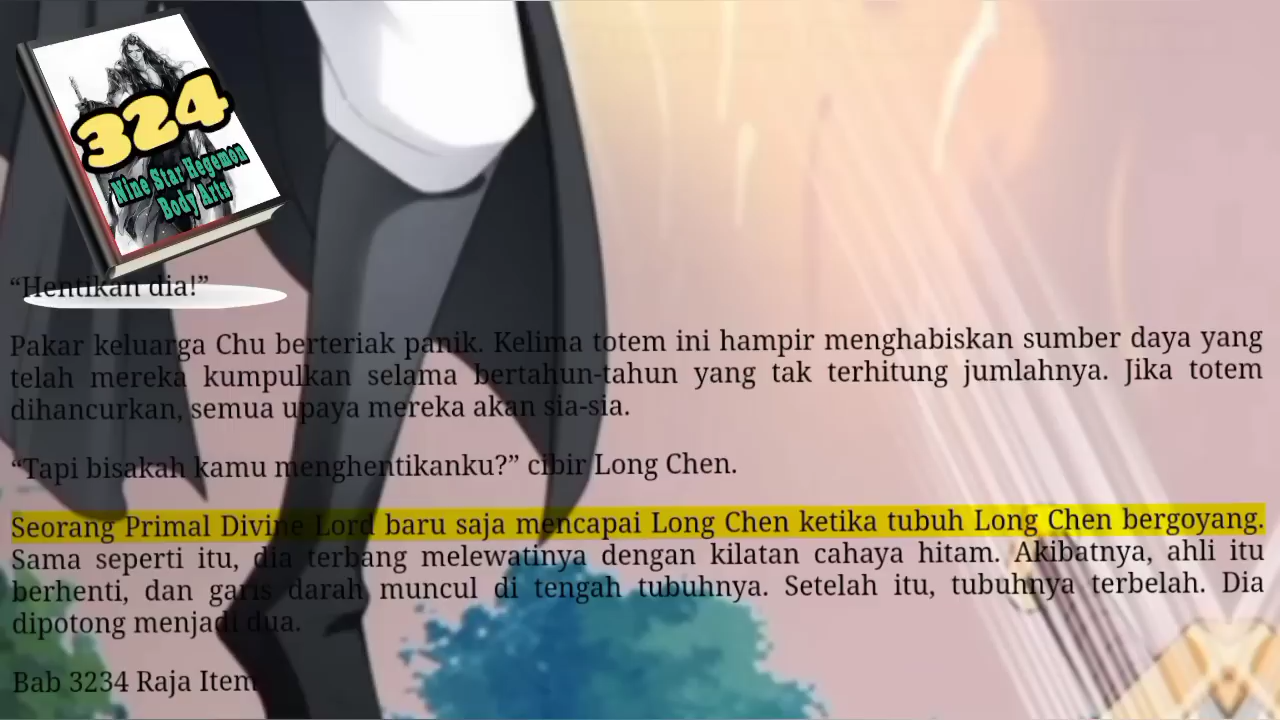 324
Nine Star Hegemon
Body Arts
“Hentikan dia!”
Pakar keluarga Chu berteriak panik. Kelima totem ini hampir menghabiskan sumber daya yang
telah mereka kumpulkan selama bertahun-tahun yang tak terhitung jumlahnya. Jika totem
dihancurkan, semua upaya mereka akan sia-sia.
“Tapi bisakah kamu menghentikanku?” cibir Long Chen.
Seorang Primal Divine Lord baru saja mencapai Long Chen ketika tubuh Long Chen bergoyang.
Sama seperti itu, dia terbang melewatinya dengan kilatan cahaya hitam. Akibatnya, ahli itu
berhenti, dan garis darah muncul di tengah tubuhnya. Setelah itu, tubuhnya terbelah. Dia
dipotong menjadi dua.
Bab 3234 Raja Item